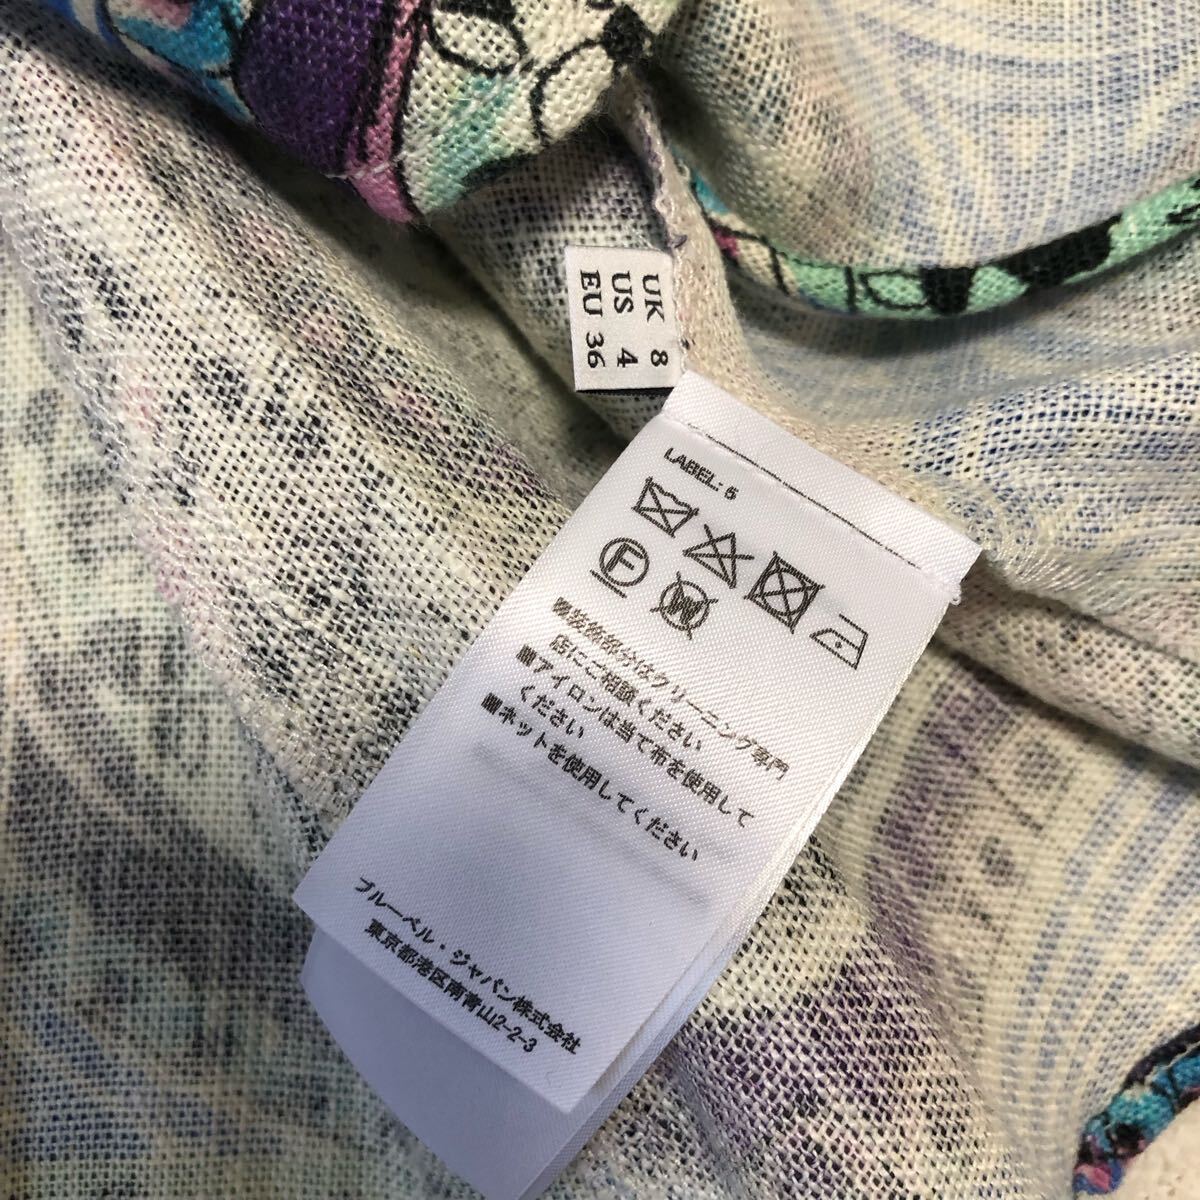 UK 8
US 4
EU 36
LABEL: 5
F
W
■装飾部分はクリーニング専門
店にご相談ください
■アイロンは当て布を使用して
ください
■ネットを使用してください
ブルーベル・ジャパン株式会社
東京都港区南青山2-2-3